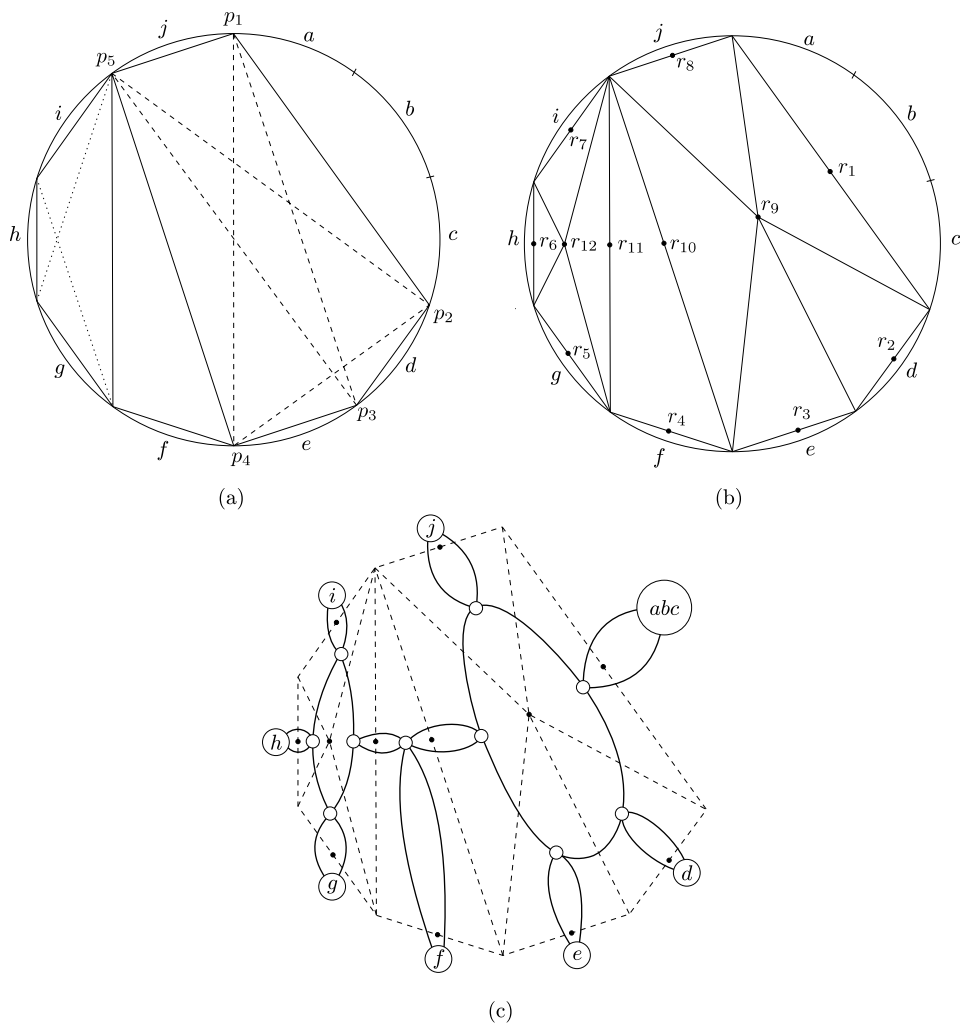 j p₁ a
p₅ b
i
h c
p₂
g d
p₃
f p₄ e
(a)
j a
r₈
i b
r₇ r₁
r₉
h r₆ r₁₂ r₁₁ r₁₀ c
r₅ r₂
g d
r₄ r₃
f e
(b)
j
i abc
h
g d
f e
(c)